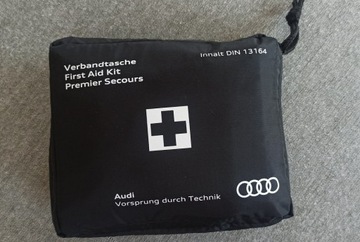 Verbandtasche
First Aid Kit
Premier Secours
Inhalt DIN 13164
Audi
Vorsprung durch Technik